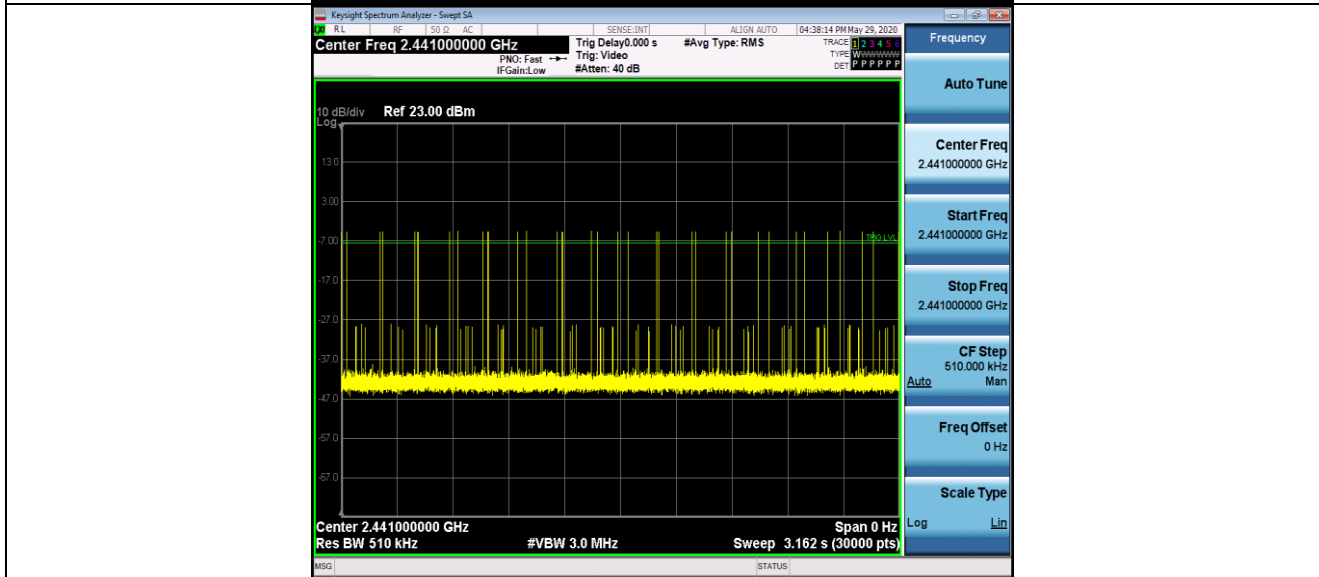 Keysight Spectrum Analyzer - Swept SA
RL RF 50 Ω AC SENSE:INT ALIGN AUTO 04:38:14 PM May 29, 2020
Center Freq 2.441000000 GHz
PNO: Fast
IFGain:Low
Trig Delay0.000 s
Trig: Video
#Atten: 40 dB
#Avg Type: RMS
TRACE 1 2 3 4 5 6
TYPE WWWWWW
DET P P P P P P
10 dB/div Ref 23.00 dBm
Log
13.0
3.00
-7.00
TRIG LVL
-17.0
-27.0
-37.0
-47.0
-57.0
-67.0
Center 2.441000000 GHz Span 0 Hz
Res BW 510 kHz #VBW 3.0 MHz Sweep 3.162 s (30000 pts)
MSG STATUS
Frequency
Auto Tune
Center Freq
2.441000000 GHz
Start Freq
2.441000000 GHz
Stop Freq
2.441000000 GHz
CF Step
510.000 kHz
Auto Man
Freq Offset
0 Hz
Scale Type
Log Lin